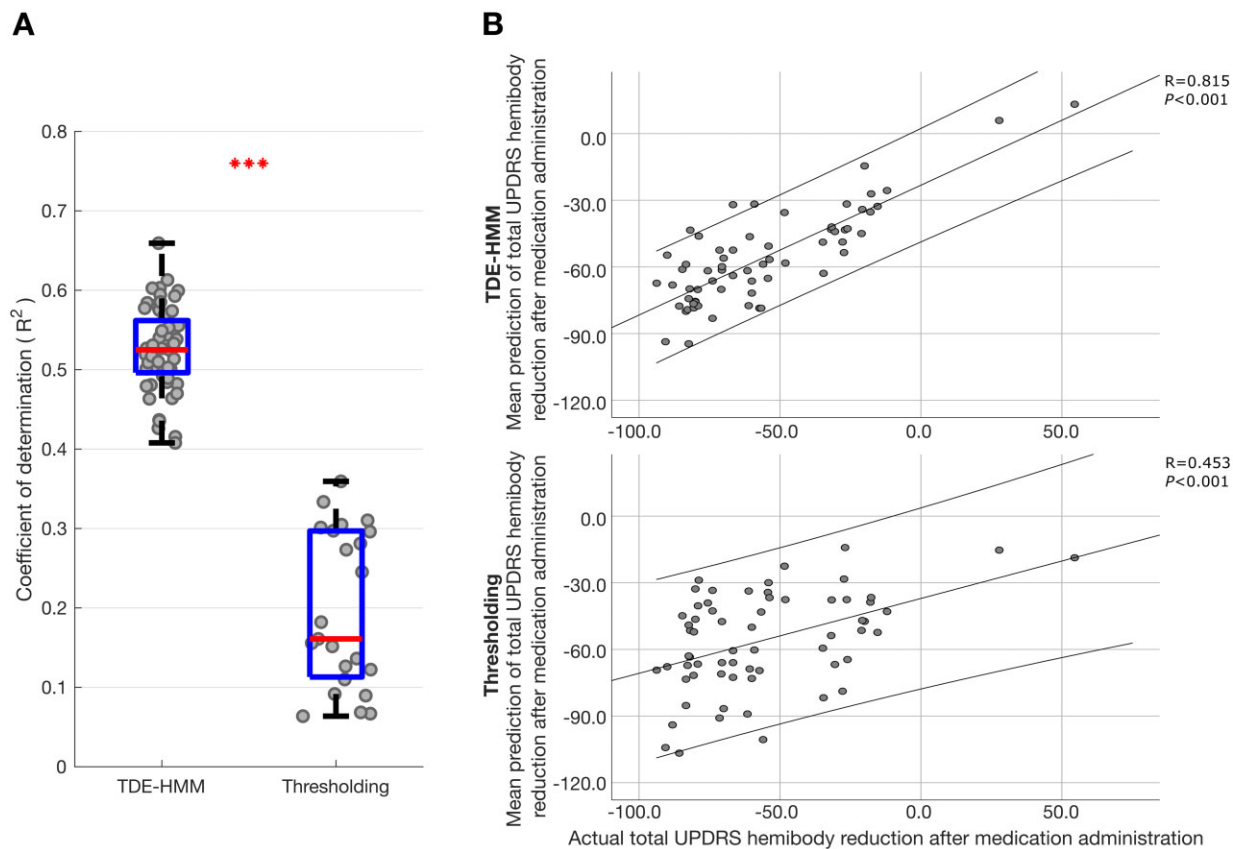 A
0.8
0.7
0.6
0.5
0.4
0.3
0.2
0.1
0
Coefficient of determination ( R²)
***
TDE-HMM
Thresholding
B
TDE-HMM
Mean prediction of total UPDRS hemibody
reduction after medication administration
0.0
-30.0
-60.0
-90.0
-120.0
-100.0
-50.0
0.0
50.0
R=0.815
P<0.001
Thresholding
Mean prediction of total UPDRS hemibody
reduction after medication administration
0.0
-30.0
-60.0
-90.0
-120.0
-100.0
-50.0
0.0
50.0
R=0.453
P<0.001
Actual total UPDRS hemibody reduction after medication administration